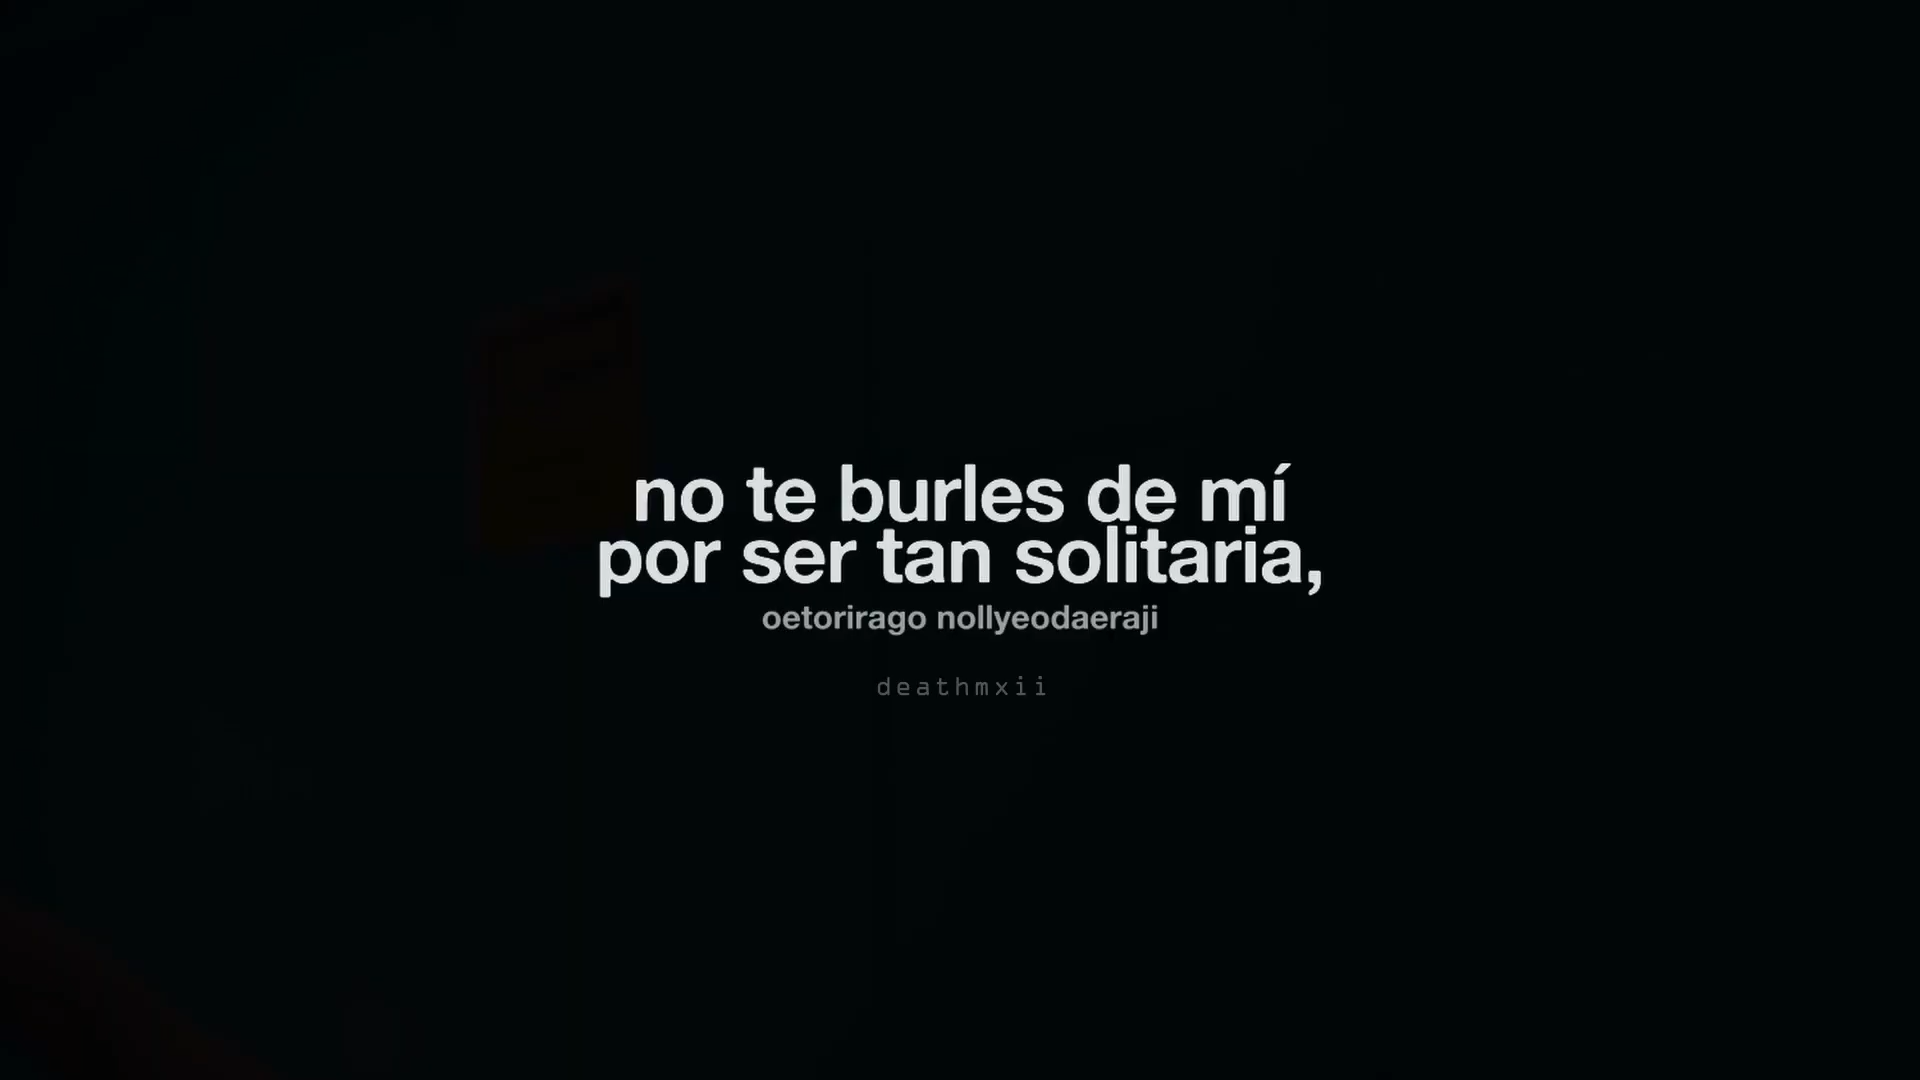 no te burles de mí
por ser tan solitaria,
oetorirago nollyeodaeraji
deathmxii